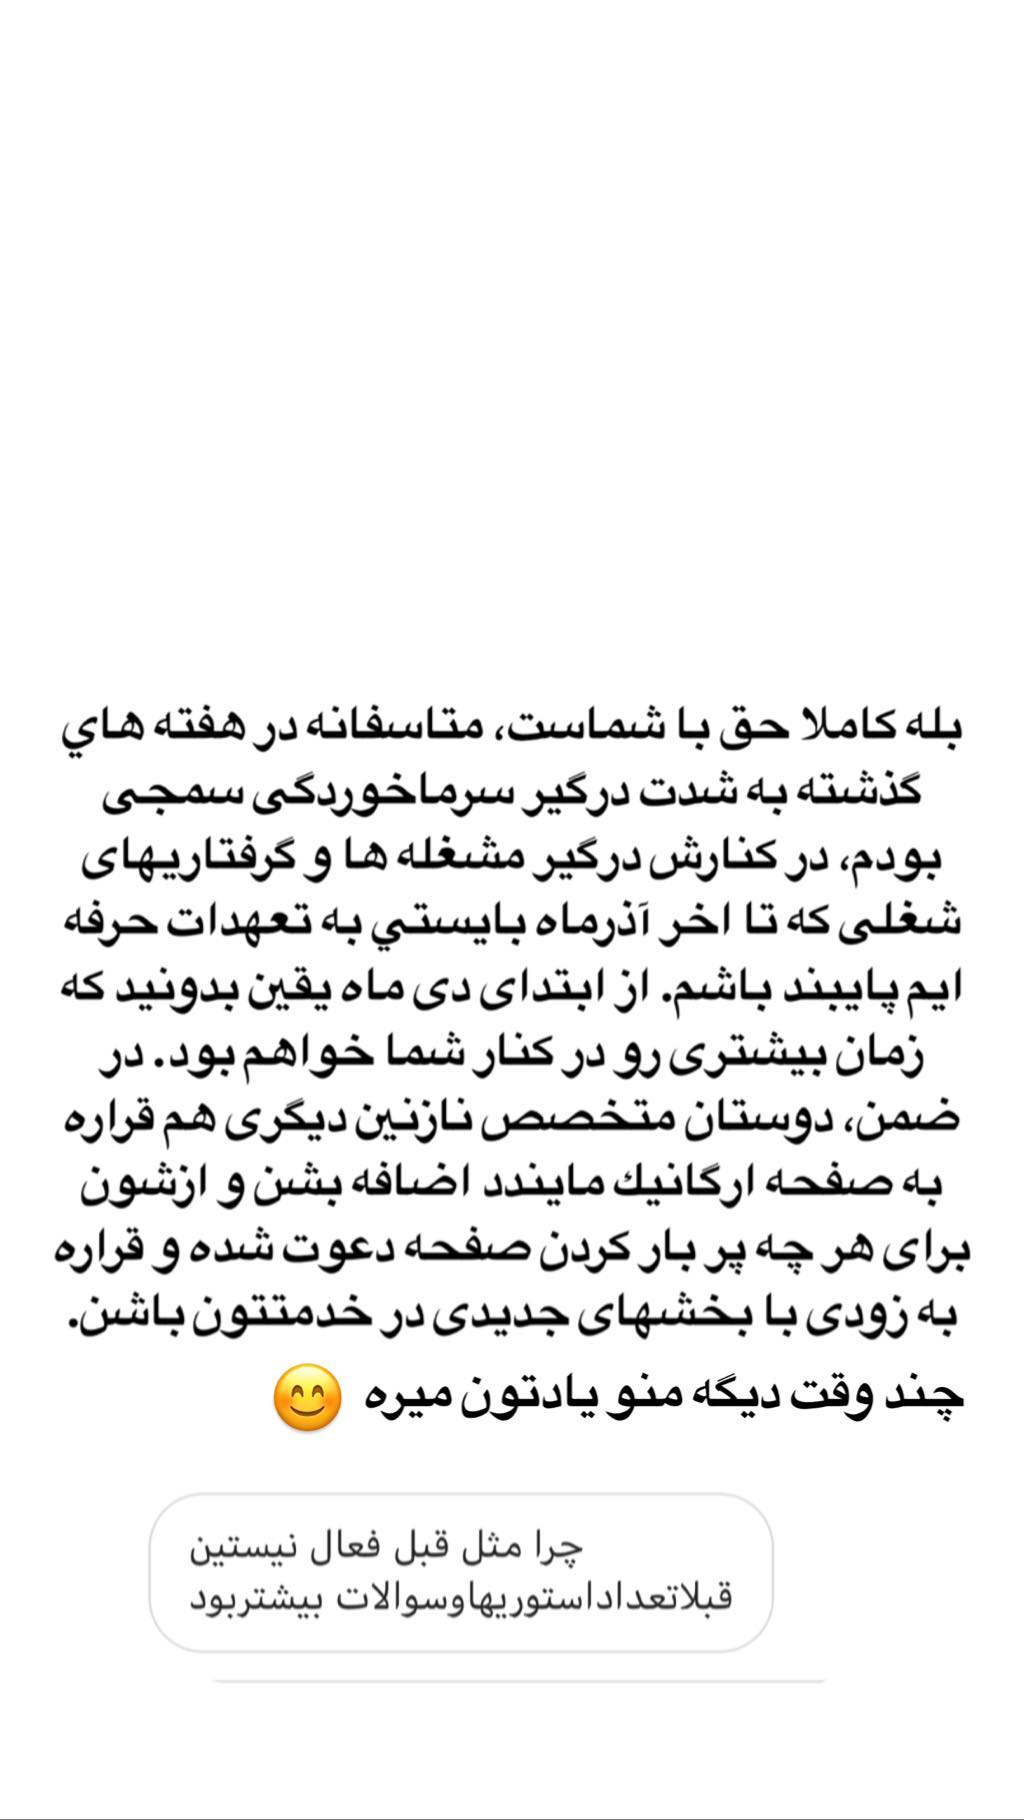 بله کاملا حق با شماست، متاسفانه در هفته هاي
گذشته به شدت درگیر سرماخوردگی سمجی
بودم، در کنارش درگیر مشغله ها و گرفتاریهای
شغلی که تا اخر آذرماه بایستي به تعهدات حرفه
ایم پایبند باشم. از ابتدای دی ماه یقین بدونید که
زمان بیشتری رو در کنار شما خواهم بود. در
ضمن، دوستان متخصص نازنین دیگری هم قراره
به صفحه ارگانيك مایندد اضافه بشن و ازشون
برای هر چه پر بار کردن صفحه دعوت شده و قراره
به زودی با بخشهای جدیدی در خدمتتون باشن.
چند وقت دیگه منو یادتون میره 😊
چرا مثل قبل فعال نیستین
قبلاتعداداستوریهاوسوالات بیشتربود